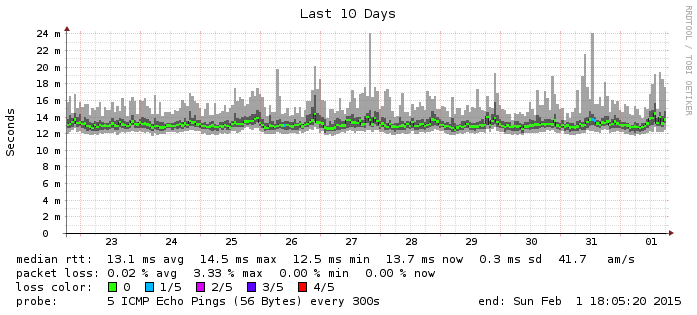 Last 10 Days
RRDTOOL / TOBI OETIKER
Seconds
24 m
22 m
20 m
18 m
16 m
14 m
12 m
10 m
8 m
6 m
4 m
2 m
0
23 24 25 26 27 28 29 30 31 01
median rtt: 13.1 ms avg 14.5 ms max 12.5 ms min 13.7 ms now 0.3 ms sd 41.7 am/s
packet loss: 0.02 % avg 3.33 % max 0.00 % min 0.00 % now
loss color: 0 1/5 2/5 3/5 4/5
probe: 5 ICMP Echo Pings (56 Bytes) every 300s end: Sun Feb 1 18:05:20 2015